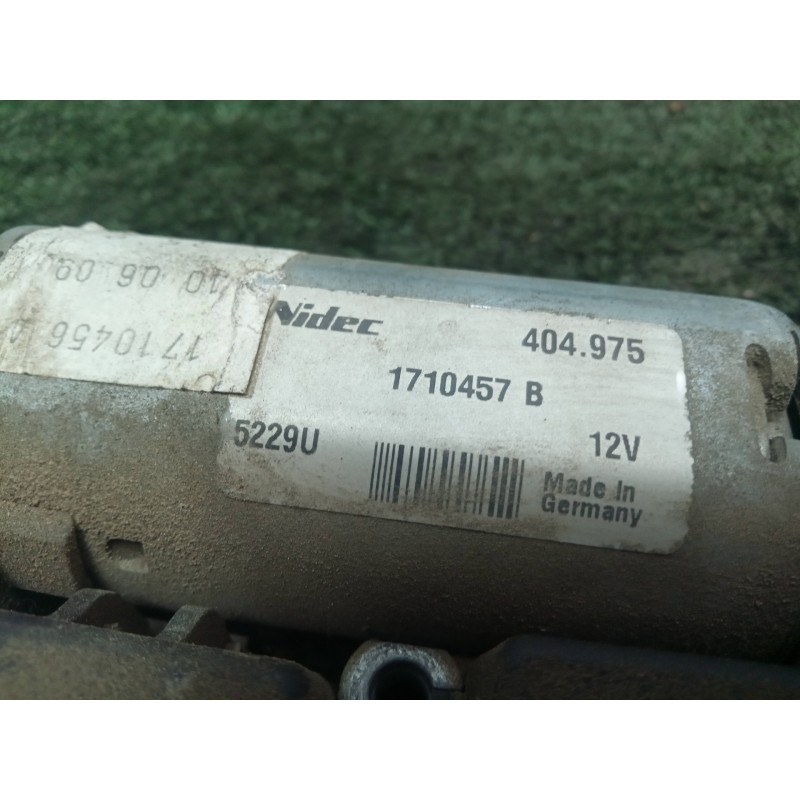 Nidec
404.975
1710457 B
5229U
12V
Made In
Germany
10 06 09
1710456